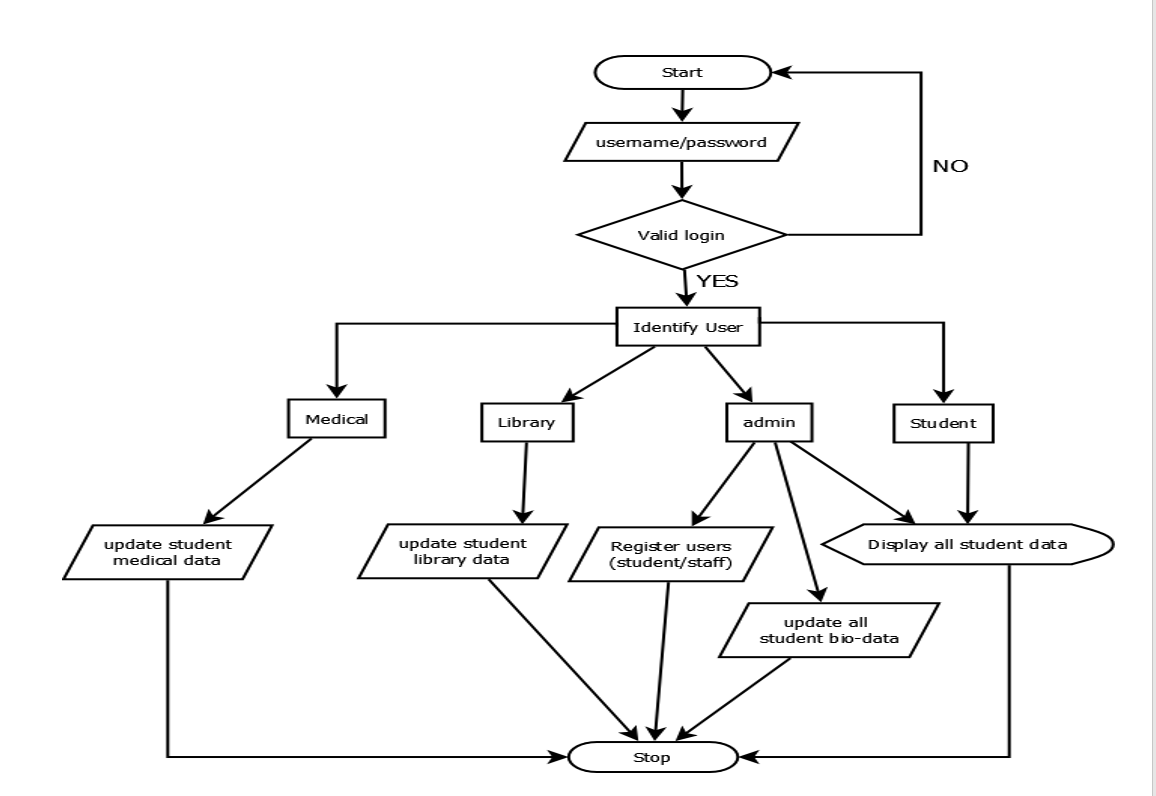 Start
username/password
NO
Valid login
YES
Identify User
Medical
Library
admin
Student
update student
medical data
update student
library data
Register users
(student/staff)
Display all student data
update all
student bio-data
Stop